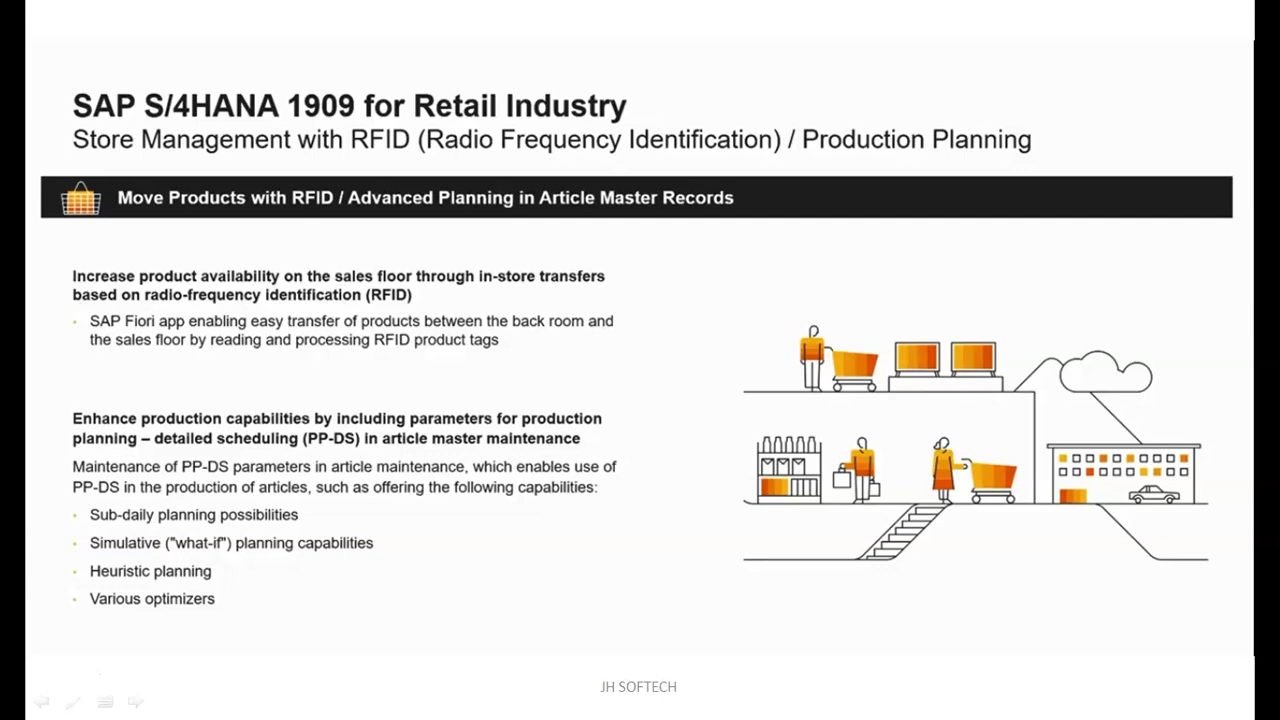 SAP S/4HANA 1909 for Retail Industry
Store Management with RFID (Radio Frequency Identification) / Production Planning
Move Products with RFID / Advanced Planning in Article Master Records
Increase product availability on the sales floor through in-store transfers
based on radio-frequency identification (RFID)
SAP Fiori app enabling easy transfer of products between the back room and
the sales floor by reading and processing RFID product tags
Enhance production capabilities by including parameters for production
planning – detailed scheduling (PP-DS) in article master maintenance
Maintenance of PP-DS parameters in article maintenance, which enables use of
PP-DS in the production of articles, such as offering the following capabilities:
Sub-daily planning possibilities
Simulative ("what-if") planning capabilities
Heuristic planning
Various optimizers
JH SOFTECH